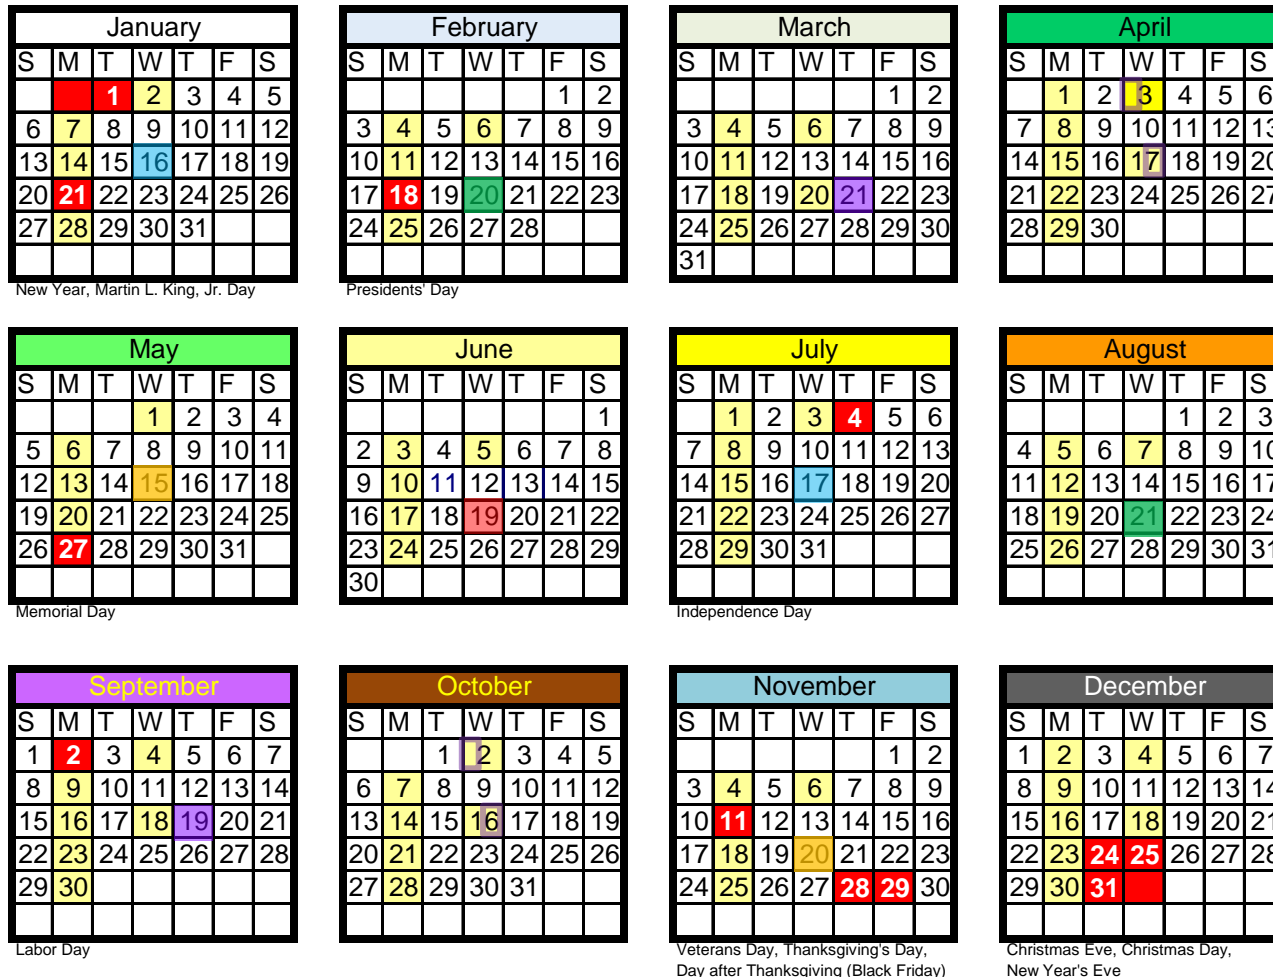 January
S M T W T F S
1 2 3 4 5
6 7 8 9 10 11 12
13 14 15 16 17 18 19
20 21 22 23 24 25 26
27 28 29 30 31
New Year, Martin L. King, Jr. Day
February
S M T W T F S
1 2
3 4 5 6 7 8 9
10 11 12 13 14 15 16
17 18 19 20 21 22 23
24 25 26 27 28
Presidents' Day
March
S M T W T F S
1 2
3 4 5 6 7 8 9
10 11 12 13 14 15 16
17 18 19 20 21 22 23
24 25 26 27 28 29 30
31
April
S M T W T F S
1 2 3 4 5 6
7 8 9 10 11 12 13
14 15 16 17 18 19 20
21 22 23 24 25 26 27
28 29 30
May
S M T W T F S
1 2 3 4
5 6 7 8 9 10 11
12 13 14 15 16 17 18
19 20 21 22 23 24 25
26 27 28 29 30 31
Memorial Day
June
S M T W T F S
1
2 3 4 5 6 7 8
9 10 11 12 13 14 15
16 17 18 19 20 21 22
23 24 25 26 27 28 29
30
July
S M T W T F S
1 2 3 4 5 6
7 8 9 10 11 12 13
14 15 16 17 18 19 20
21 22 23 24 25 26 27
28 29 30 31
Independence Day
August
S M T W T F S
1 2 3
4 5 6 7 8 9 10
11 12 13 14 15 16 17
18 19 20 21 22 23 24
25 26 27 28 29 30 31
September
S M T W T F S
1 2 3 4 5 6 7
8 9 10 11 12 13 14
15 16 17 18 19 20 21
22 23 24 25 26 27 28
29 30
Labor Day
October
S M T W T F S
1 2 3 4 5
6 7 8 9 10 11 12
13 14 15 16 17 18 19
20 21 22 23 24 25 26
27 28 29 30 31
November
S M T W T F S
1 2
3 4 5 6 7 8 9
10 11 12 13 14 15 16
17 18 19 20 21 22 23
24 25 26 27 28 29 30
Veterans Day, Thanksgiving's Day,
Day after Thanksgiving (Black Friday)
December
S M T W T F S
1 2 3 4 5 6 7
8 9 10 11 12 13 14
15 16 17 18 19 20 21
22 23 24 25 26 27 28
29 30 31
Christmas Eve, Christmas Day,
New Year's Eve